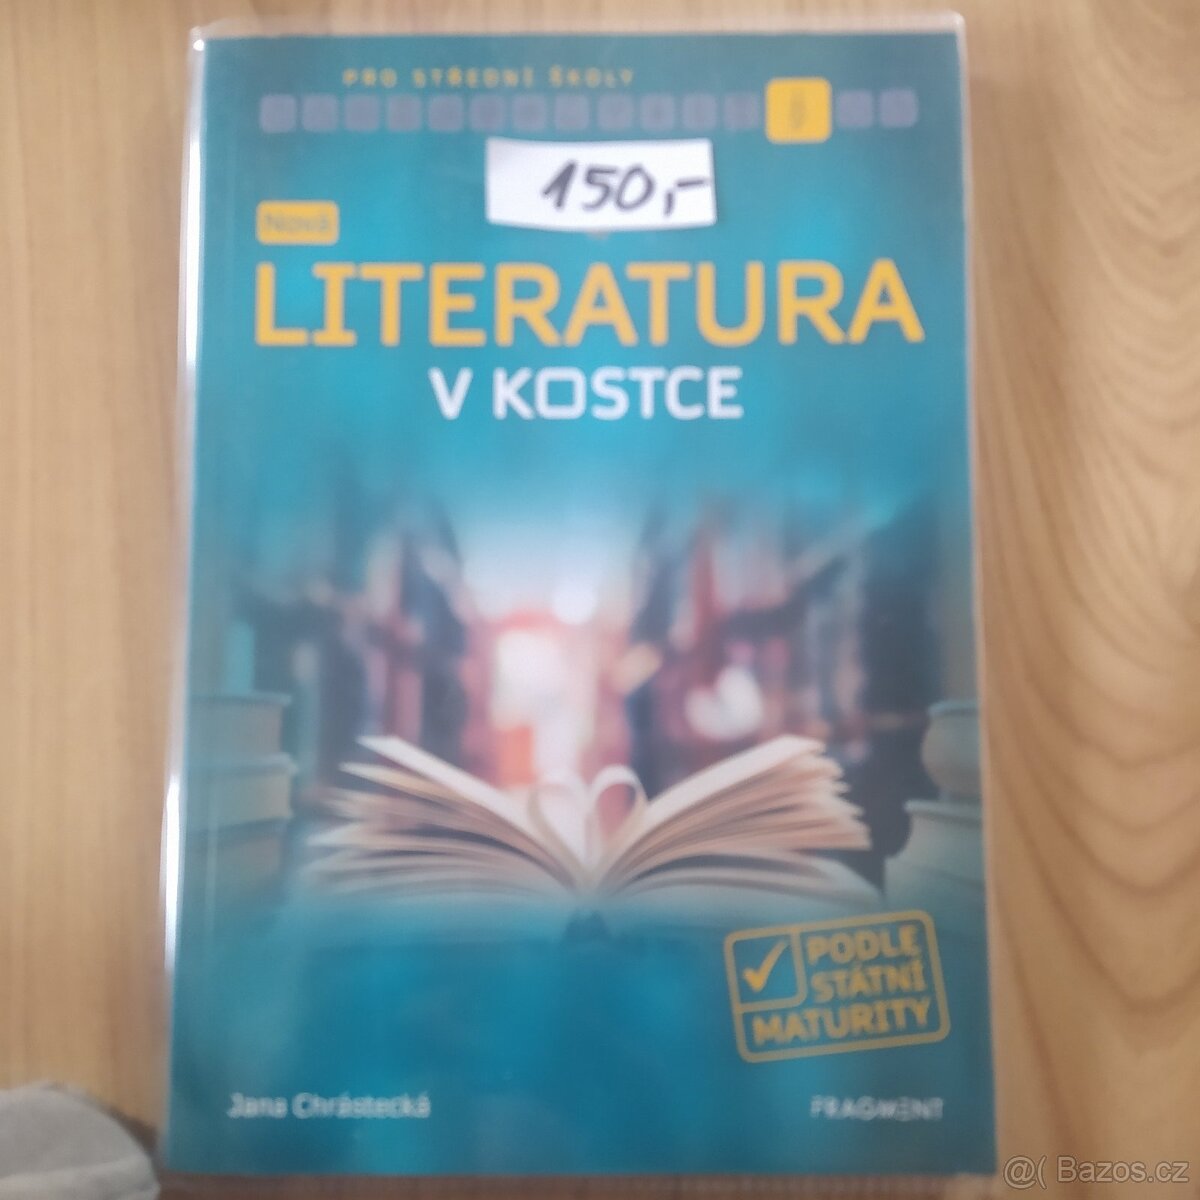 PRO STŘEDNÍ ŠKOLY
150,-
Nová
LITERATURA
V KOSTCE
PODLE
STÁTNÍ
MATURITY
Jana Chrástecká
FRAGMENT
@( Bazos.cz